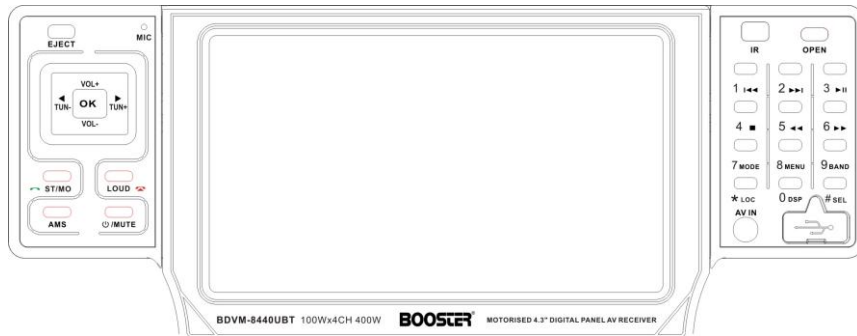 EJECT
MIC
VOL+
TUN- OK TUN+
VOL-
ST/MO LOUD
AMS /MUTE
IR OPEN
1 2 3
4 5 6
7 MODE 8 MENU 9 BAND
* LOC 0 DSP # SEL
AV IN
BDVM-8440UBT 100Wx4CH 400W BOOSTER MOTORISED 4.3" DIGITAL PANEL AV RECEIVER